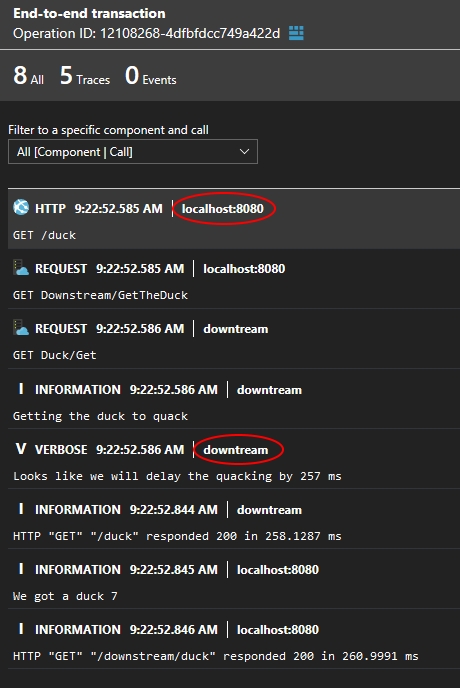 End-to-end transaction
Operation ID: 12108268-4dfbfdcc749a422d
8 All 5 Traces 0 Events
Filter to a specific component and call
All [Component | Call]
HTTP 9:22:52.585 AM | localhost:8080
GET /duck
REQUEST 9:22:52.585 AM | localhost:8080
GET Downstream/GetTheDuck
REQUEST 9:22:52.586 AM | downtream
GET Duck/Get
I INFORMATION 9:22:52.586 AM | downtream
Getting the duck to quack
V VERBOSE 9:22:52.586 AM | downtream
Looks like we will delay the quacking by 257 ms
I INFORMATION 9:22:52.844 AM | downtream
HTTP "GET" "/duck" responded 200 in 258.1287 ms
I INFORMATION 9:22:52.845 AM | localhost:8080
We got a duck 7
I INFORMATION 9:22:52.846 AM | localhost:8080
HTTP "GET" "/downstream/duck" responded 200 in 260.9991 ms